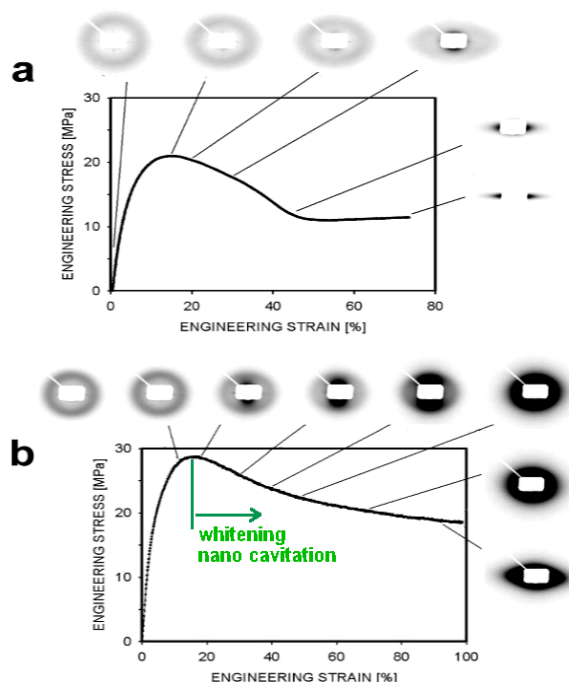 a
30
20
10
0
ENGINEERING STRESS [MPa]
0 20 40 60 80
ENGINEERING STRAIN [%]
b
30
20
10
0
ENGINEERING STRESS [MPa]
whitening
nano cavitation
0 20 40 60 80 100
ENGINEERING STRAIN [%]